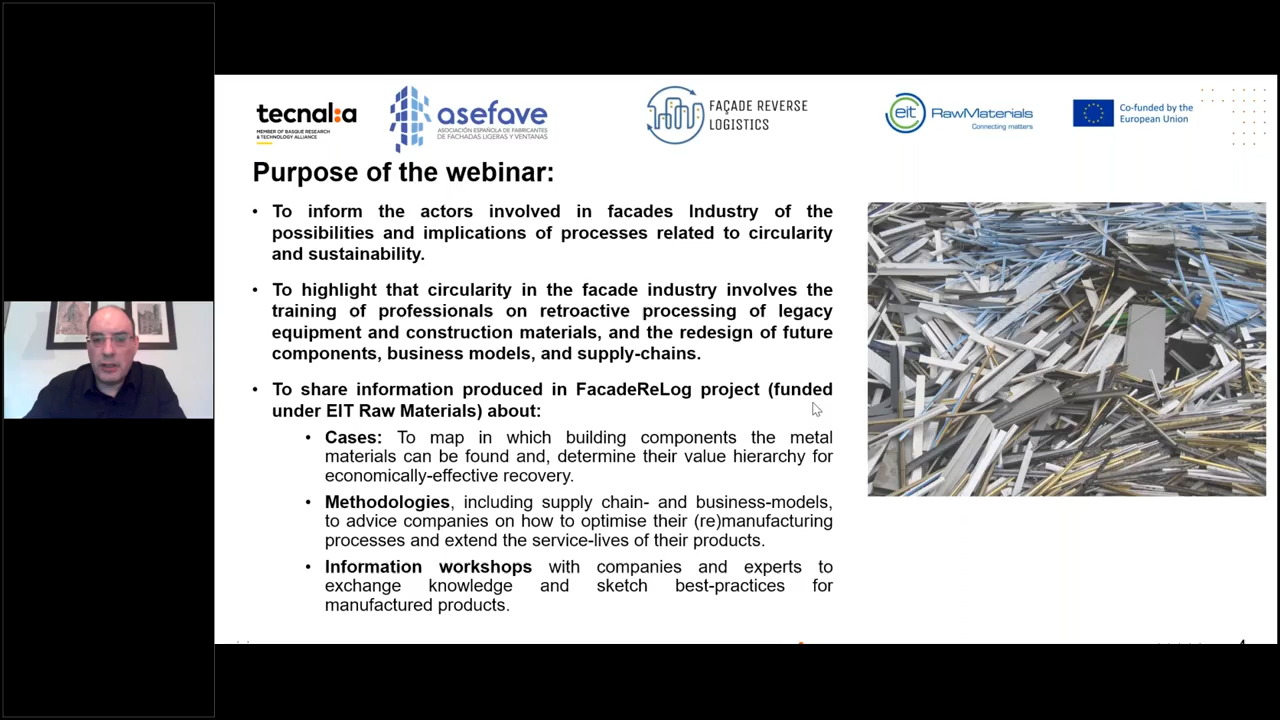 tecnal:a
MEMBER OF BASQUE RESEARCH
& TECHNOLOGY ALLIANCE
asefave
ASOCIACIÓN ESPAÑOLA DE FABRICANTES
DE FACHADAS LIGERAS Y VENTANAS
FAÇADE REVERSE
LOGISTICS
eit RawMaterials
Connecting matters
Co-funded by the
European Union
Purpose of the webinar:
• To inform the actors involved in facades Industry of the
possibilities and implications of processes related to circularity
and sustainability.
• To highlight that circularity in the facade industry involves the
training of professionals on retroactive processing of legacy
equipment and construction materials, and the redesign of future
components, business models, and supply-chains.
• To share information produced in FacadeReLog project (funded
under EIT Raw Materials) about:
• Cases: To map in which building components the metal
materials can be found and, determine their value hierarchy for
economically-effective recovery.
• Methodologies, including supply chain- and business-models,
to advice companies on how to optimise their (re)manufacturing
processes and extend the service-lives of their products.
• Information workshops with companies and experts to
exchange knowledge and sketch best-practices for
manufactured products.